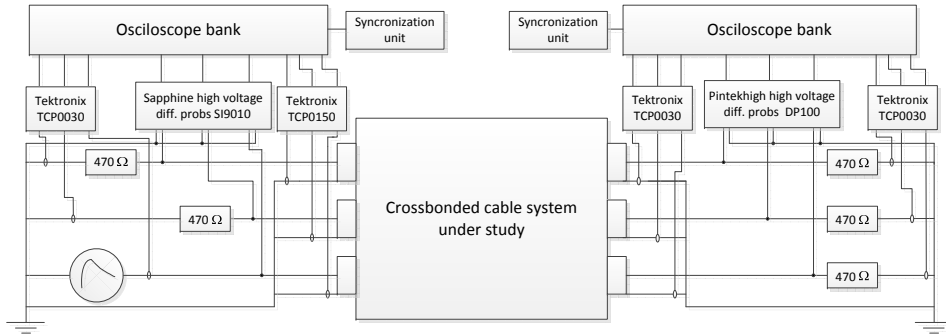 Osciloscope bank
Syncronization
unit
Syncronization
unit
Osciloscope bank
Tektronix
TCP0030
Sapphine high voltage
diff. probs SI9010
Tektronix
TCP0150
Tektronix
TCP0030
Pintekhigh high voltage
diff. probs DP100
Tektronix
TCP0030
470 Ω
470 Ω
470 Ω
470 Ω
470 Ω
Crossbonded cable system
under study